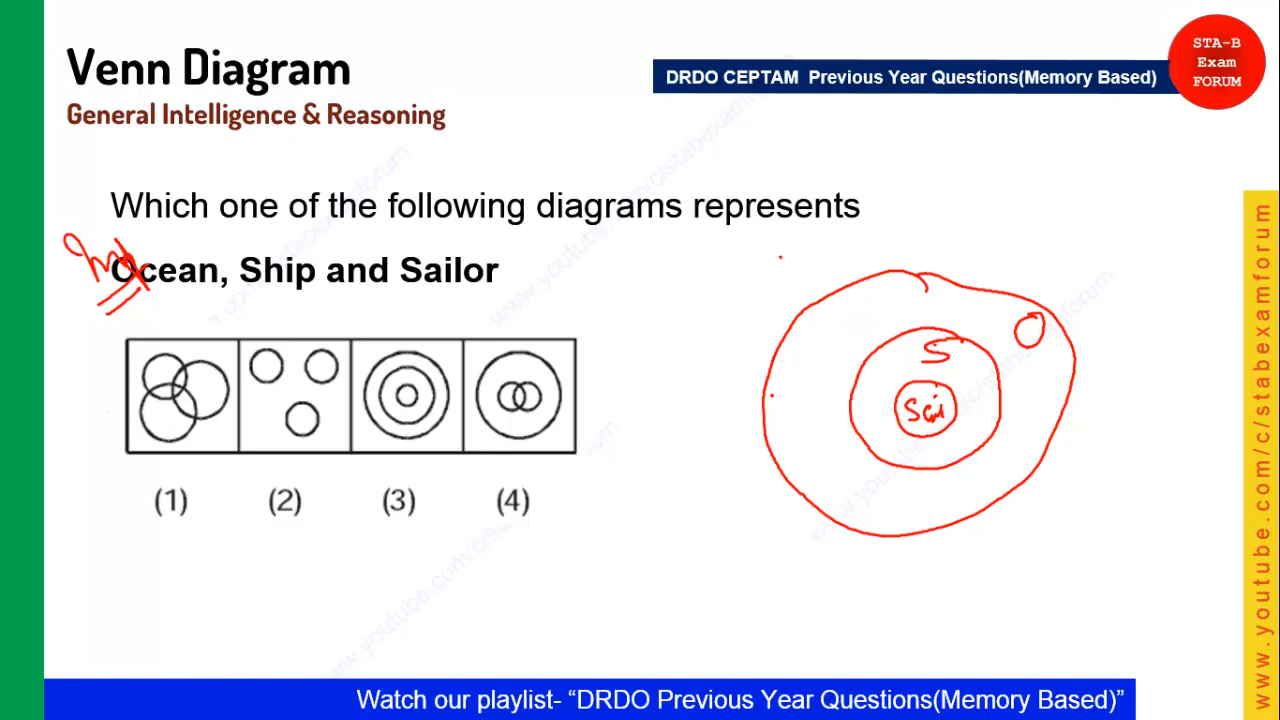 Venn Diagram
General Intelligence & Reasoning
DRDO CEPTAM Previous Year Questions(Memory Based)
STA-B
Exam
FORUM
Which one of the following diagrams represents
Ocean, Ship and Sailor
S
O
Sai
(1) (2) (3) (4)
www.youtube.com/c/stabexamforum
Watch our playlist- “DRDO Previous Year Questions(Memory Based)”